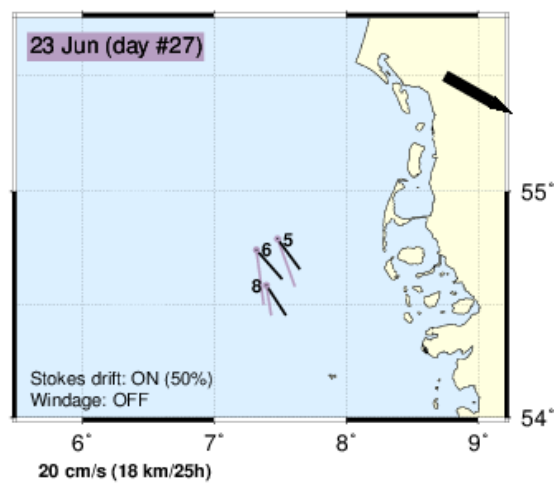 23 Jun (day #27)
55°
5
6
8
Stokes drift: ON (50%)
Windage: OFF
54°
6° 7° 8° 9°
20 cm/s (18 km/25h)